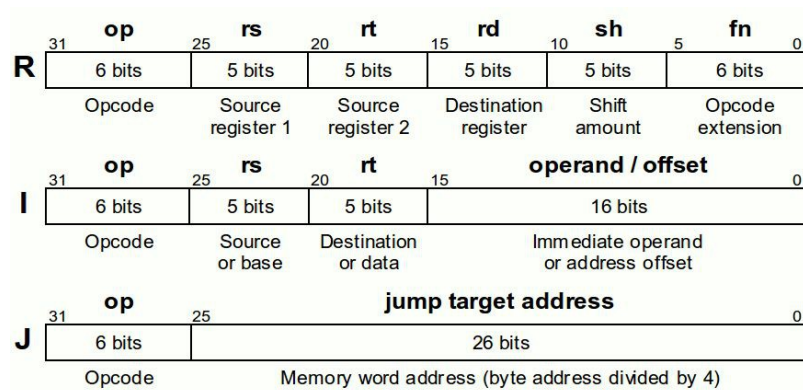 op rs rt rd sh fn
31 25 20 15 10 5 0
R 6 bits 5 bits 5 bits 5 bits 5 bits 6 bits
Opcode Source Source Destination Shift Opcode
register 1 register 2 register amount extension
op rs rt operand / offset
31 25 20 15 0
I 6 bits 5 bits 5 bits 16 bits
Opcode Source Destination Immediate operand
or base or data or address offset
op jump target address
31 25 0
J 6 bits 26 bits
Opcode Memory word address (byte address divided by 4)